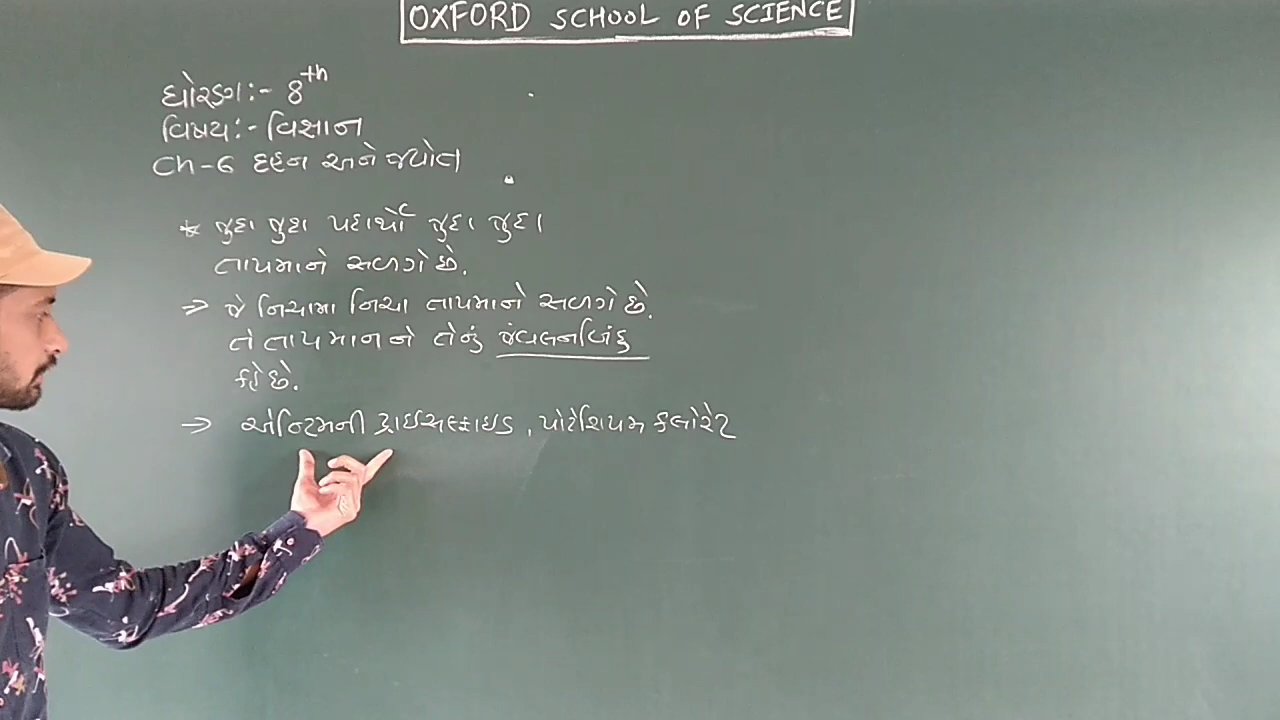 OXFORD SCHOOL OF SCIENCE
ધોરણ:- 8th
વિષય:- વિજ્ઞાન
Ch-6 દહન અને જ્યોત
* જુદા જુદા પદાર્થો જુદા જુદા
તાપમાને સળગે છે.
⇒ જે નિચામા નિચા તાપમાને સળગે છે.
તે તાપમાનને તેનું જ્વલનબિંદુ
કહે છે.
⇒ એન્ટિમની ટ્રાઇસલ્ફાઇડ, પોટેશિયમ કલોરેટ